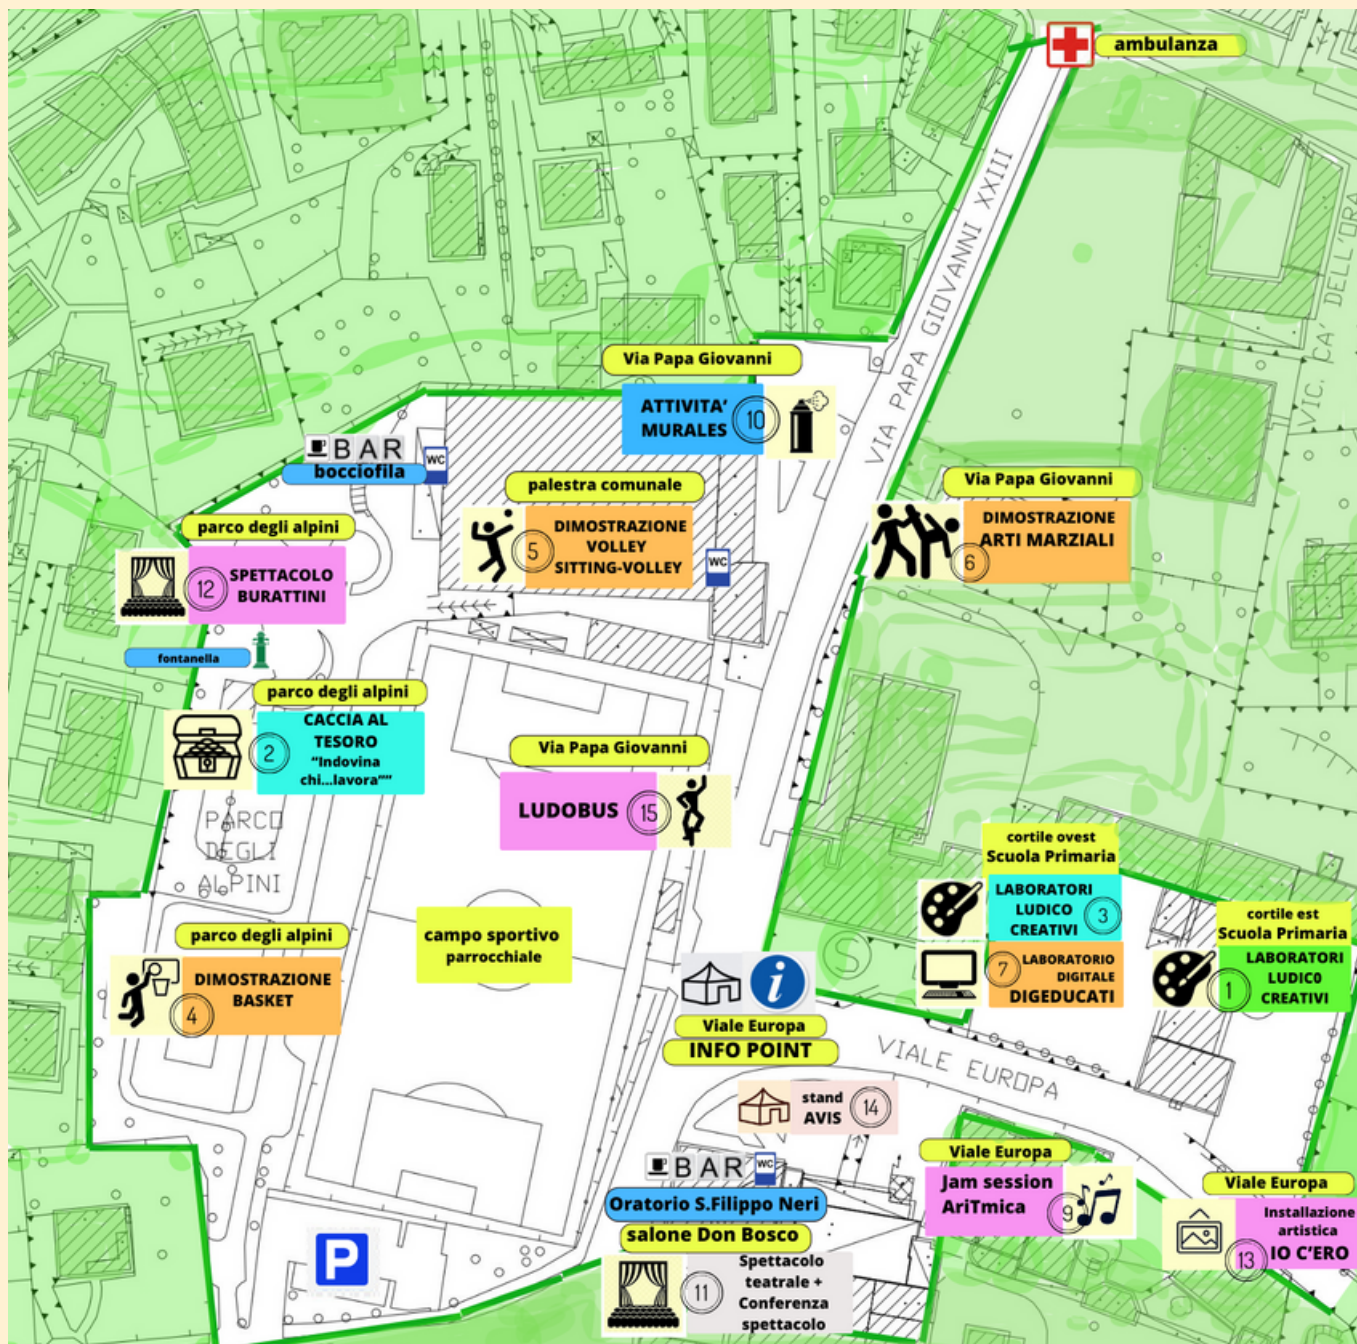 ambulanza
VIA PAPA GIOVANNI XXIII
VIC. CA' DELL'ORA
Via Papa Giovanni
ATTIVITA'
MURALES
10
BAR
bocciofila
WC
palestra comunale
DIMOSTRAZIONE
VOLLEY
SITTING-VOLLEY
5
WC
Via Papa Giovanni
DIMOSTRAZIONE
ARTI MARZIALI
6
parco degli alpini
12
SPETTACOLO
BURATTINI
fontanella
parco degli alpini
CACCIA AL
TESORO
"Indovina
chi...lavora""
2
Via Papa Giovanni
LUDOBUS
15
PARCO
DEGLI
ALPINI
cortile ovest
Scuola Primaria
LABORATORI
LUDICO
CREATIVI
3
7
LABORATORIO
DIGITALE
DIGEDUCATI
cortile est
Scuola Primaria
LABORATORI
LUDIC0
CREATIVI
1
campo sportivo
parrocchiale
parco degli alpini
DIMOSTRAZIONE
BASKET
4
S
i
Viale Europa
INFO POINT
VIALE EUROPA
stand
AVIS
14
BAR
WC
Oratorio S.Filippo Neri
salone Don Bosco
11
Spettacolo
teatrale +
Conferenza
spettacolo
Viale Europa
Jam session
AriTmica
9
Viale Europa
Installazione
artistica
IO C'ERO
13
P